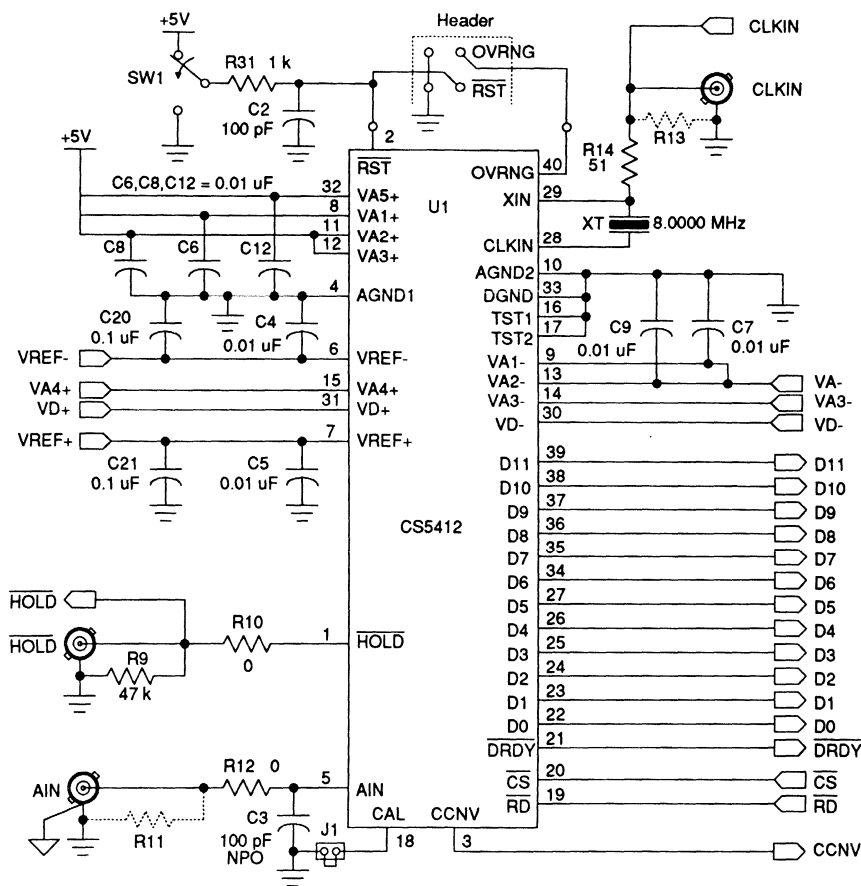 Header
+5V
SW1
R31 1 k
C2
100 pF
OVRNG
RST
CLKIN
CLKIN
R13
R14
51
+5V
2
RST
U1
OVRNG
40
C6,C8,C12 = 0.01 uF
32
VA5+
8
VA1+
11
VA2+
12
VA3+
XIN
29
XT
8.0000 MHz
CLKIN
28
C8
C6
C12
4
AGND1
AGND2
10
DGND
33
TST1
16
TST2
17
C20
0.1 uF
C4
0.01 uF
C9
0.01 uF
C7
0.01 uF
VREF-
6
VREF-
VA1-
9
VA4+
15
VA4+
VA2-
13
VA-
VD+
31
VD+
VA3-
14
VA3-
VD-
30
VD-
VREF+
7
VREF+
C21
0.1 uF
C5
0.01 uF
D11
39
D11
D10
38
D10
D9
37
D9
CS5412
D8
36
D8
D7
35
D7
D6
34
D6
D5
27
D5
D4
26
D4
D3
25
D3
D2
24
D2
D1
23
D1
D0
22
D0
DRDY
21
DRDY
CS
20
CS
RD
19
RD
HOLD
HOLD
R10
0
1
HOLD
R9
47 k
AIN
R12 0
5
AIN
R11
C3
100 pF
NPO
J1
CAL
18
CCNV
3
CCNV